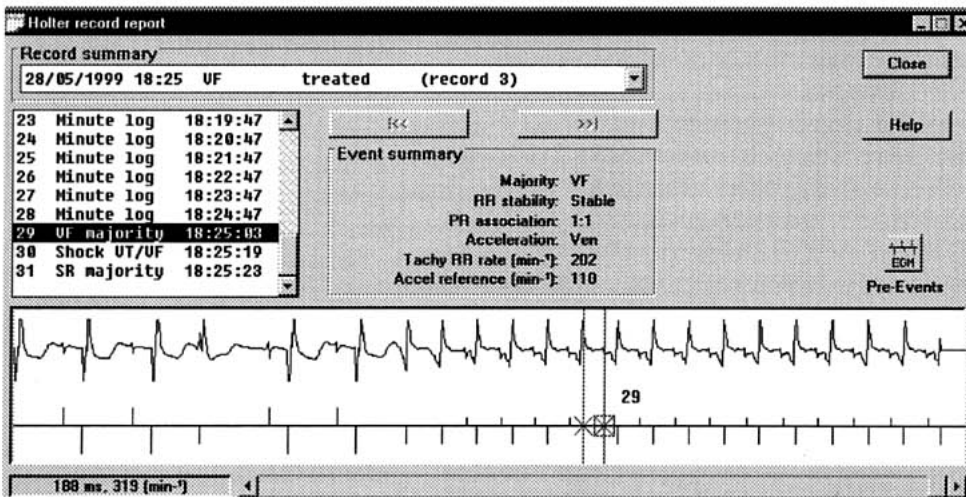 Holter record report
Record summary
28/05/1999 18:25 VF treated (record 3)
Close
23 Minute log 18:19:47
24 Minute log 18:20:47
25 Minute log 18:21:47
26 Minute log 18:22:47
27 Minute log 18:23:47
28 Minute log 18:24:47
29 VF majority 18:25:03
30 Shock VT/VF 18:25:19
31 SR majority 18:25:23
|<<
>>|
Help
Event summary
Majority: VF
RR stability: Stable
PR association: 1:1
Acceleration: Ven
Tachy RR rate (min-¹): 202
Accel reference (min-¹): 110
EGM
Pre-Events
29
188 ms, 319 (min-¹)